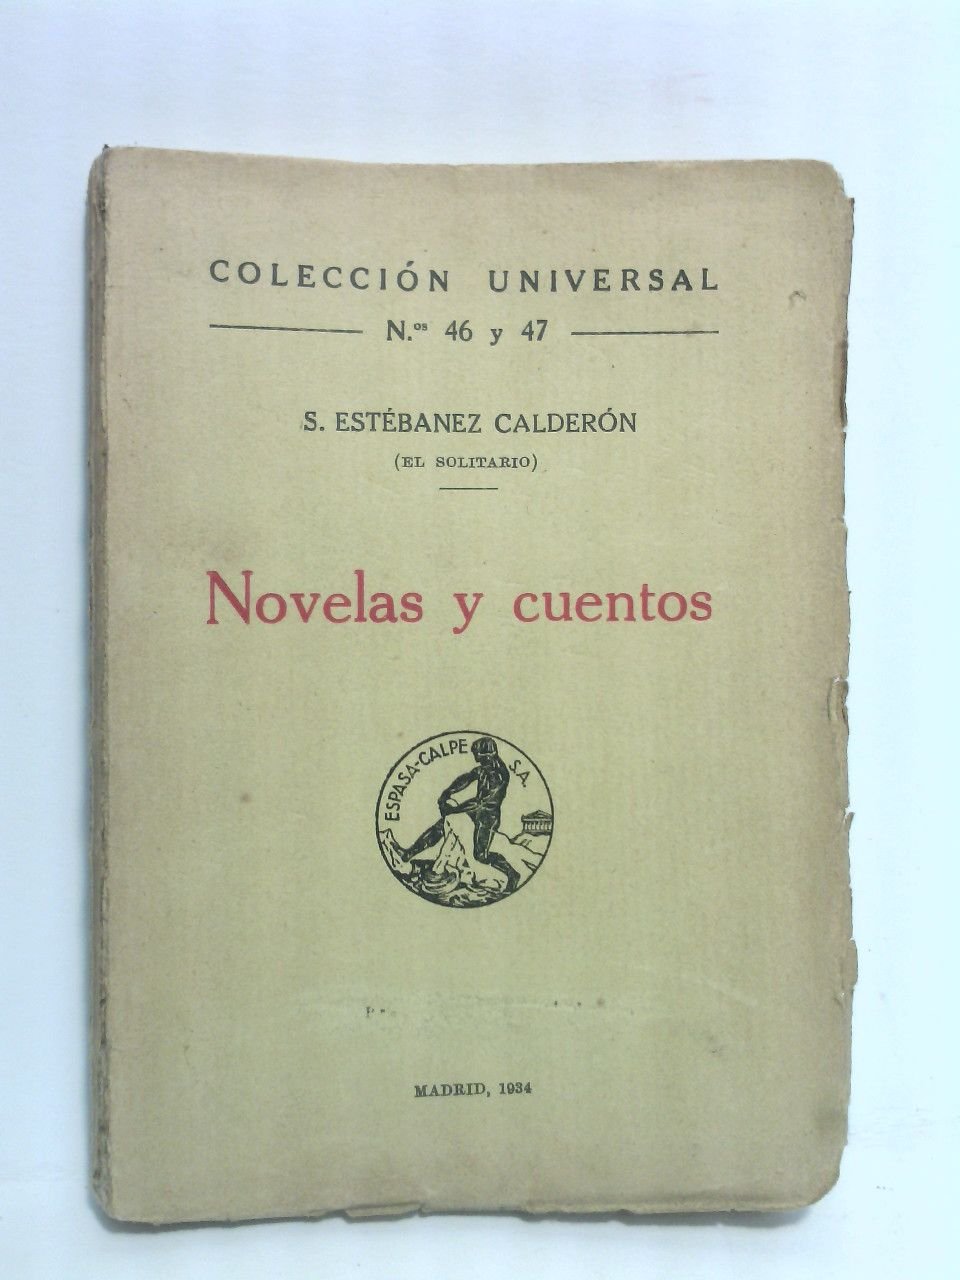 COLECCIÓN UNIVERSAL
N.os 46 y 47
S. ESTÉBANEZ CALDERÓN
(EL SOLITARIO)
Novelas y cuentos
ESPASA-CALPE S.A.
MADRID, 1934